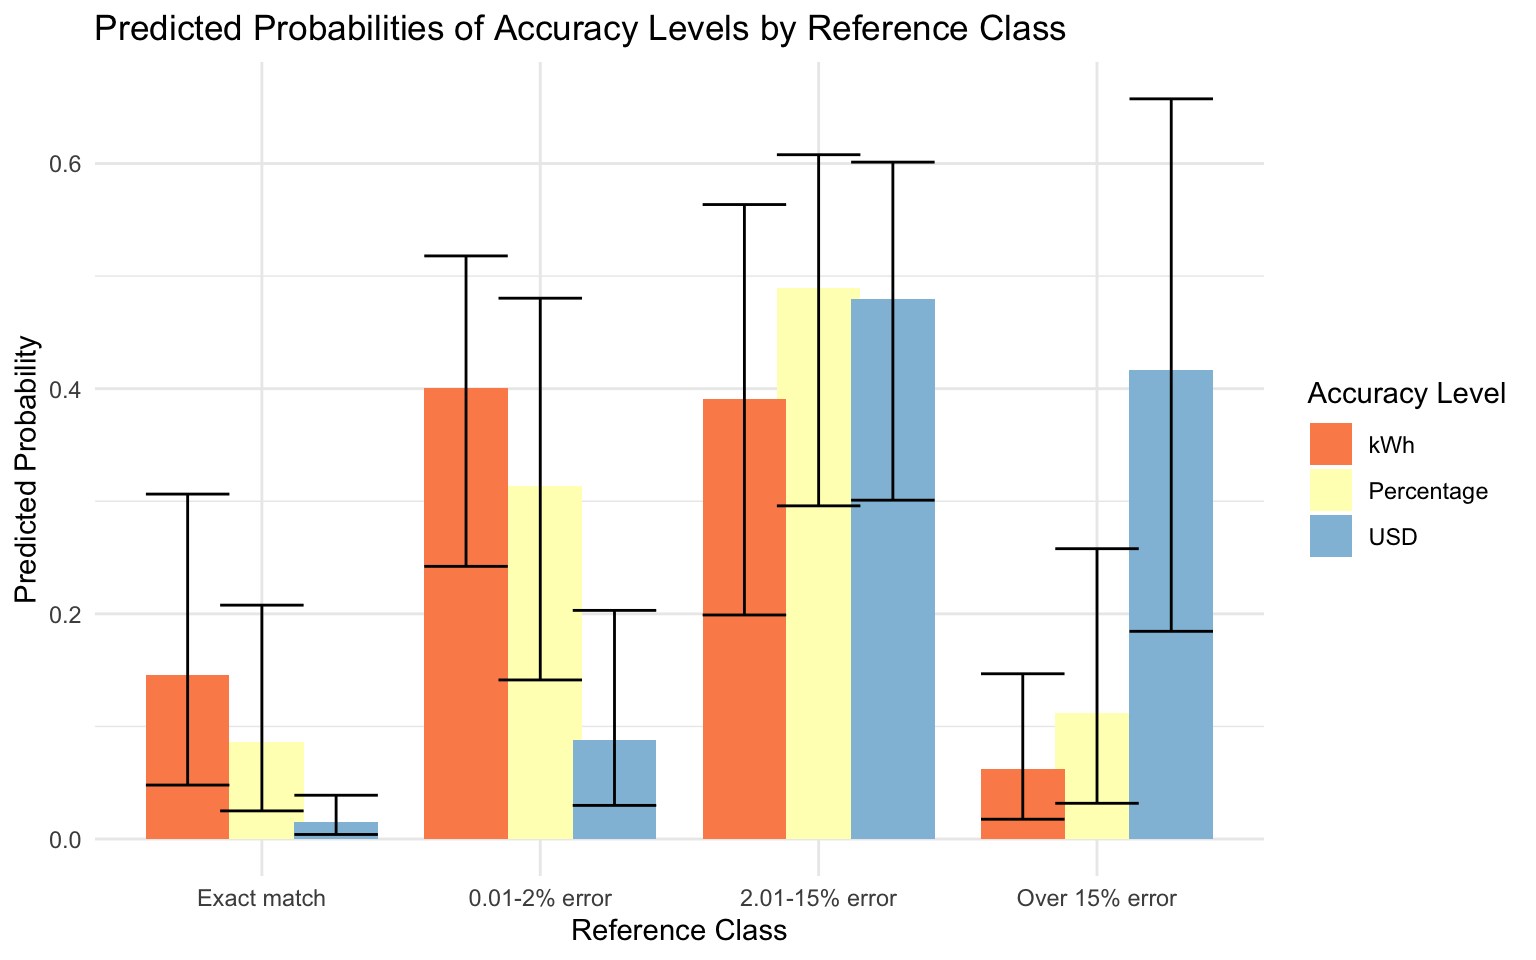 Predicted Probabilities of Accuracy Levels by Reference Class
Predicted Probability
0.6
0.4
0.2
0.0
Exact match
0.01-2% error
2.01-15% error
Over 15% error
Reference Class
Accuracy Level
kWh
Percentage
USD